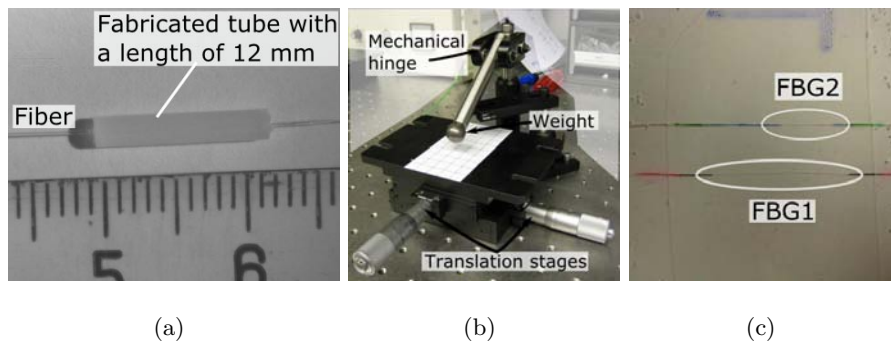 Fabricated tube with
a length of 12 mm
Fiber
5
6
(a)
Mechanical
hinge
Weight
Translation stages
(b)
FBG2
FBG1
(c)